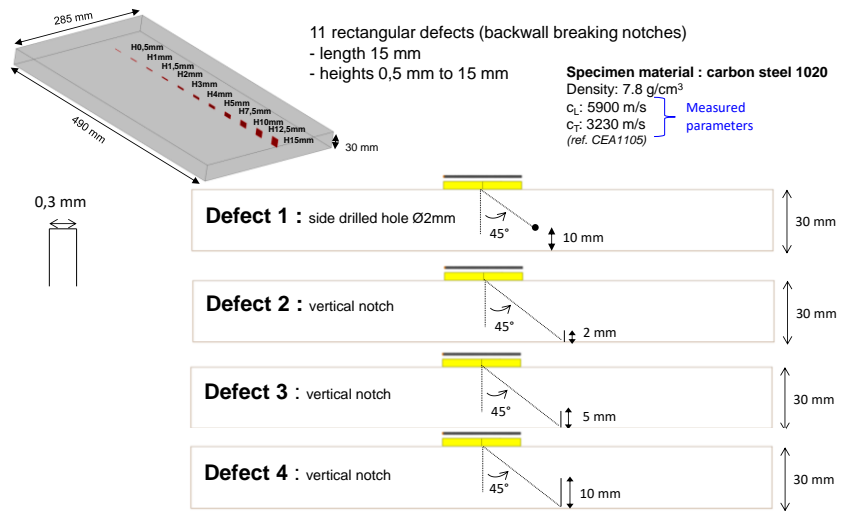 285 mm
H0,5mm
H1mm
H1,5mm
H2mm
H3mm
H4mm
H5mm
H7,5mm
H10mm
H12,5mm
H15mm
490 mm
30 mm
11 rectangular defects (backwall breaking notches)
- length 15 mm
- heights 0,5 mm to 15 mm
Specimen material : carbon steel 1020
Density: 7.8 g/cm³
cL: 5900 m/s
cT: 3230 m/s
(ref. CEA1105)
Measured
parameters
0,3 mm
Defect 1 : side drilled hole Ø2mm
45°
10 mm
30 mm
Defect 2 : vertical notch
45°
2 mm
30 mm
Defect 3 : vertical notch
45°
5 mm
30 mm
Defect 4 : vertical notch
45°
10 mm
30 mm